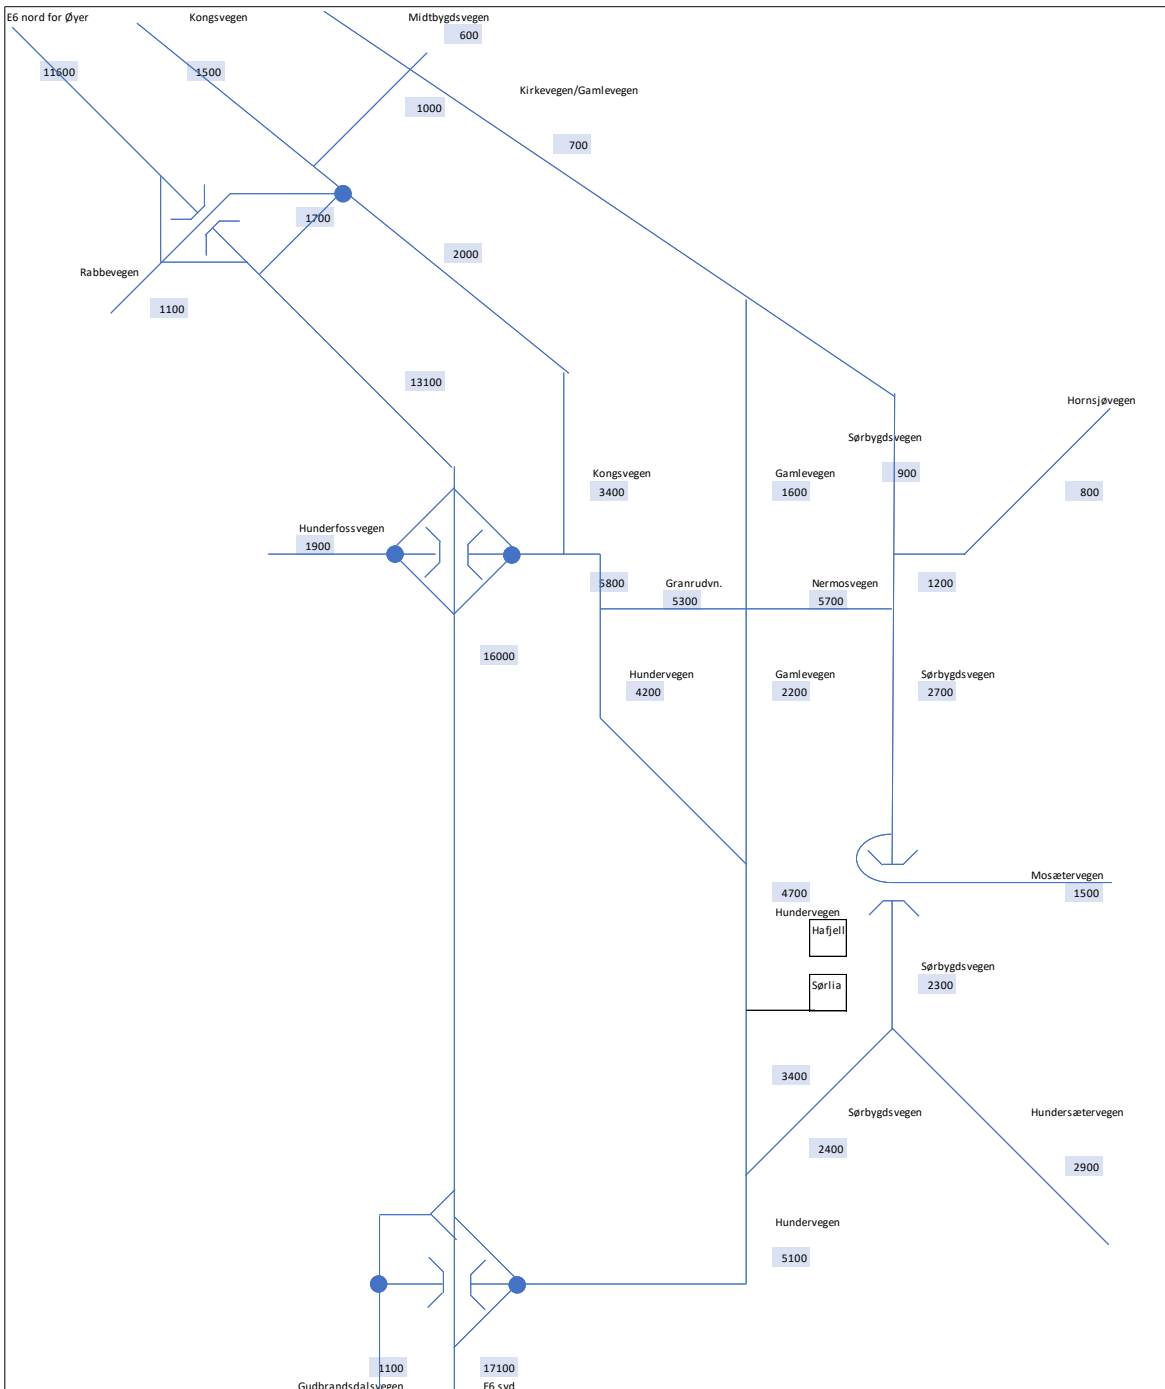 E6 nord for Øyer
Kongsvegen
Midtbygdsvegen
600
11600
1500
Kirkevegen/Gamlevegen
1000
700
1700
2000
Rabbevegen
1100
13100
Hornsjøvegen
Sørbygdsvegen
Kongsvegen
Gamlevegen
900
3400
1600
800
Hunderfossvegen
1900
5800
Granrudvn.
Nermosvegen
1200
5300
5700
16000
Hundervegen
Gamlevegen
Sørbygdsvegen
4200
2200
2700
Mosætervegen
4700
1500
Hundervegen
Hafjell
Sørbygdsvegen
Sørlia
2300
3400
Sørbygdsvegen
Hundersætervegen
2400
2900
Hundervegen
5100
1100
17100
Gudbrandsdalsvegen
E6 syd